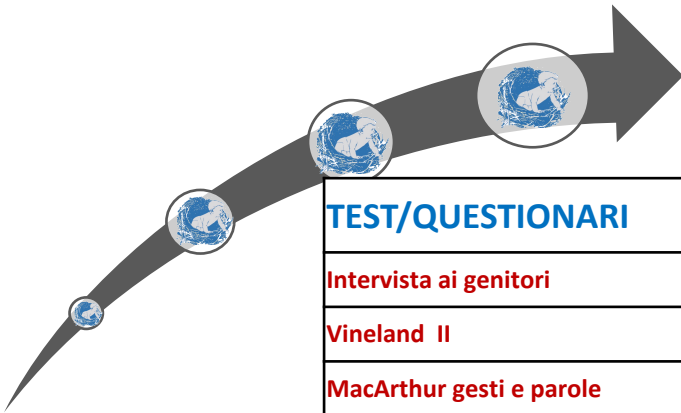 TEST/QUESTIONARI
Intervista ai genitori
Vineland II
MacArthur gesti e parole